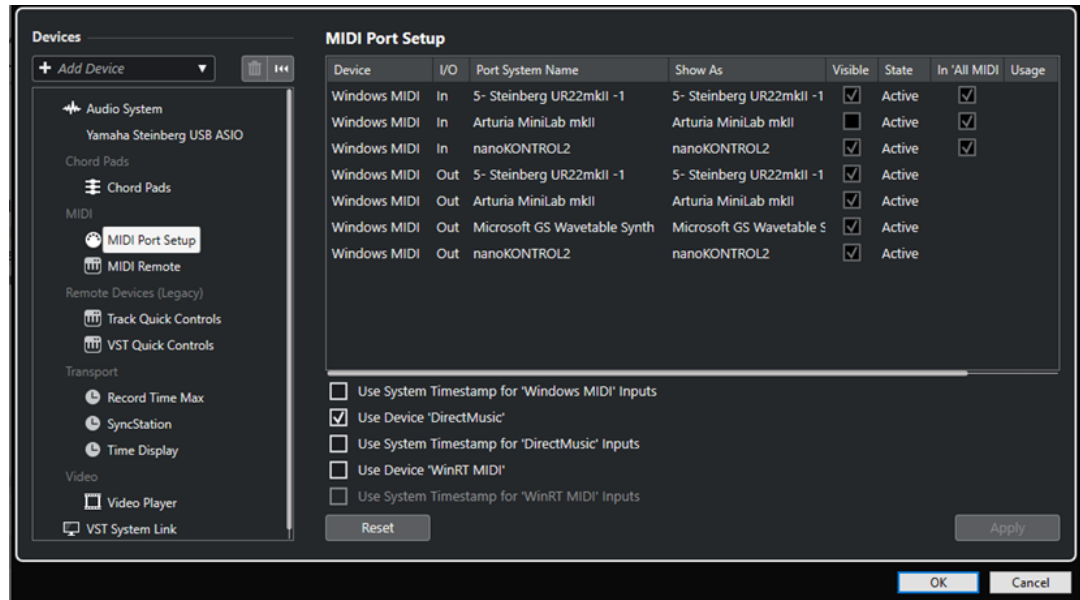 Devices
+ Add Device
Audio System
Yamaha Steinberg USB ASIO
Chord Pads
Chord Pads
MIDI
MIDI Port Setup
MIDI Remote
Remote Devices (Legacy)
Track Quick Controls
VST Quick Controls
Transport
Record Time Max
SyncStation
Time Display
Video
Video Player
VST System Link
MIDI Port Setup
Device I/O Port System Name Show As Visible State In 'All MIDI Usage
Windows MIDI In 5- Steinberg UR22mkII -1 5- Steinberg UR22mkII -1 Active
Windows MIDI In Arturia MiniLab mkII Arturia MiniLab mkII Active
Windows MIDI In nanoKONTROL2 nanoKONTROL2 Active
Windows MIDI Out 5- Steinberg UR22mkII -1 5- Steinberg UR22mkII -1 Active
Windows MIDI Out Arturia MiniLab mkII Arturia MiniLab mkII Active
Windows MIDI Out Microsoft GS Wavetable Synth Microsoft GS Wavetable S Active
Windows MIDI Out nanoKONTROL2 nanoKONTROL2 Active
Use System Timestamp for 'Windows MIDI' Inputs
Use Device 'DirectMusic'
Use System Timestamp for 'DirectMusic' Inputs
Use Device 'WinRT MIDI'
Use System Timestamp for 'WinRT MIDI' Inputs
Reset Apply
OK Cancel